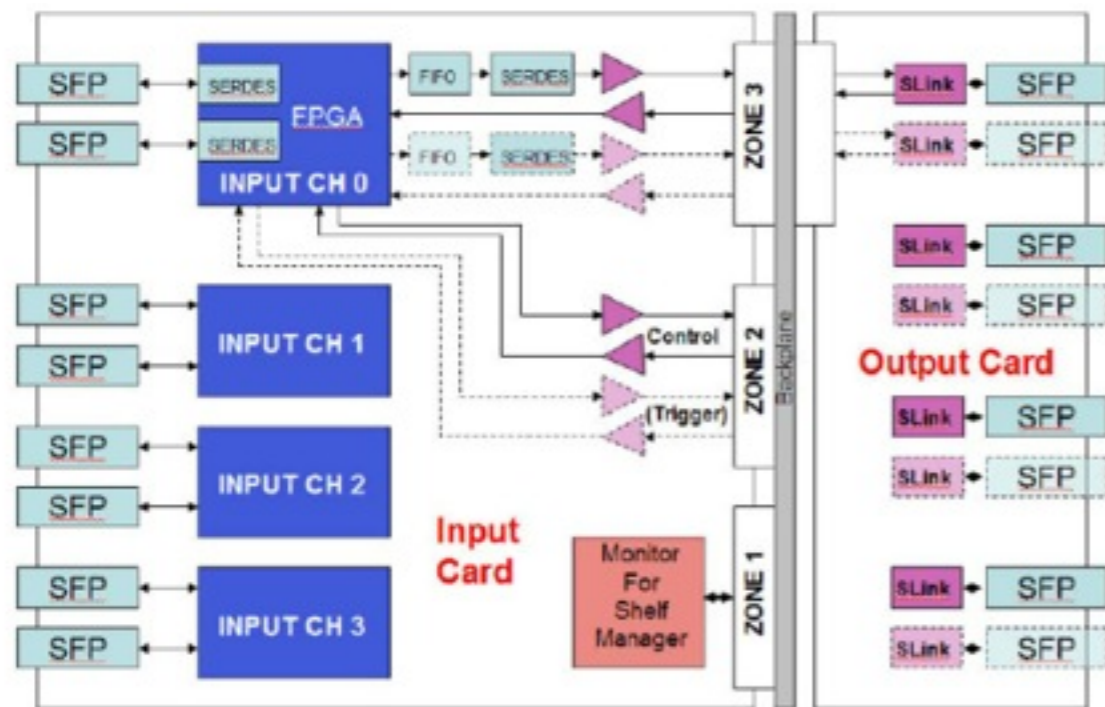 SFP
SERDES
FPGA
FIFO
SERDES
SLink
SFP
SFP
SERDES
FIFO
SERDES
SLink
SFP
INPUT CH 0
ZONE 3
SLink
SFP
SFP
INPUT CH 1
SFP
SLink
SFP
Control
ZONE 2
Backplane
Output Card
(Trigger)
SLink
SFP
SFP
INPUT CH 2
SFP
SLink
SFP
Input
Card
Monitor
For
Shelf
Manager
ZONE 1
SFP
INPUT CH 3
SFP
SLink
SFP
SLink
SFP